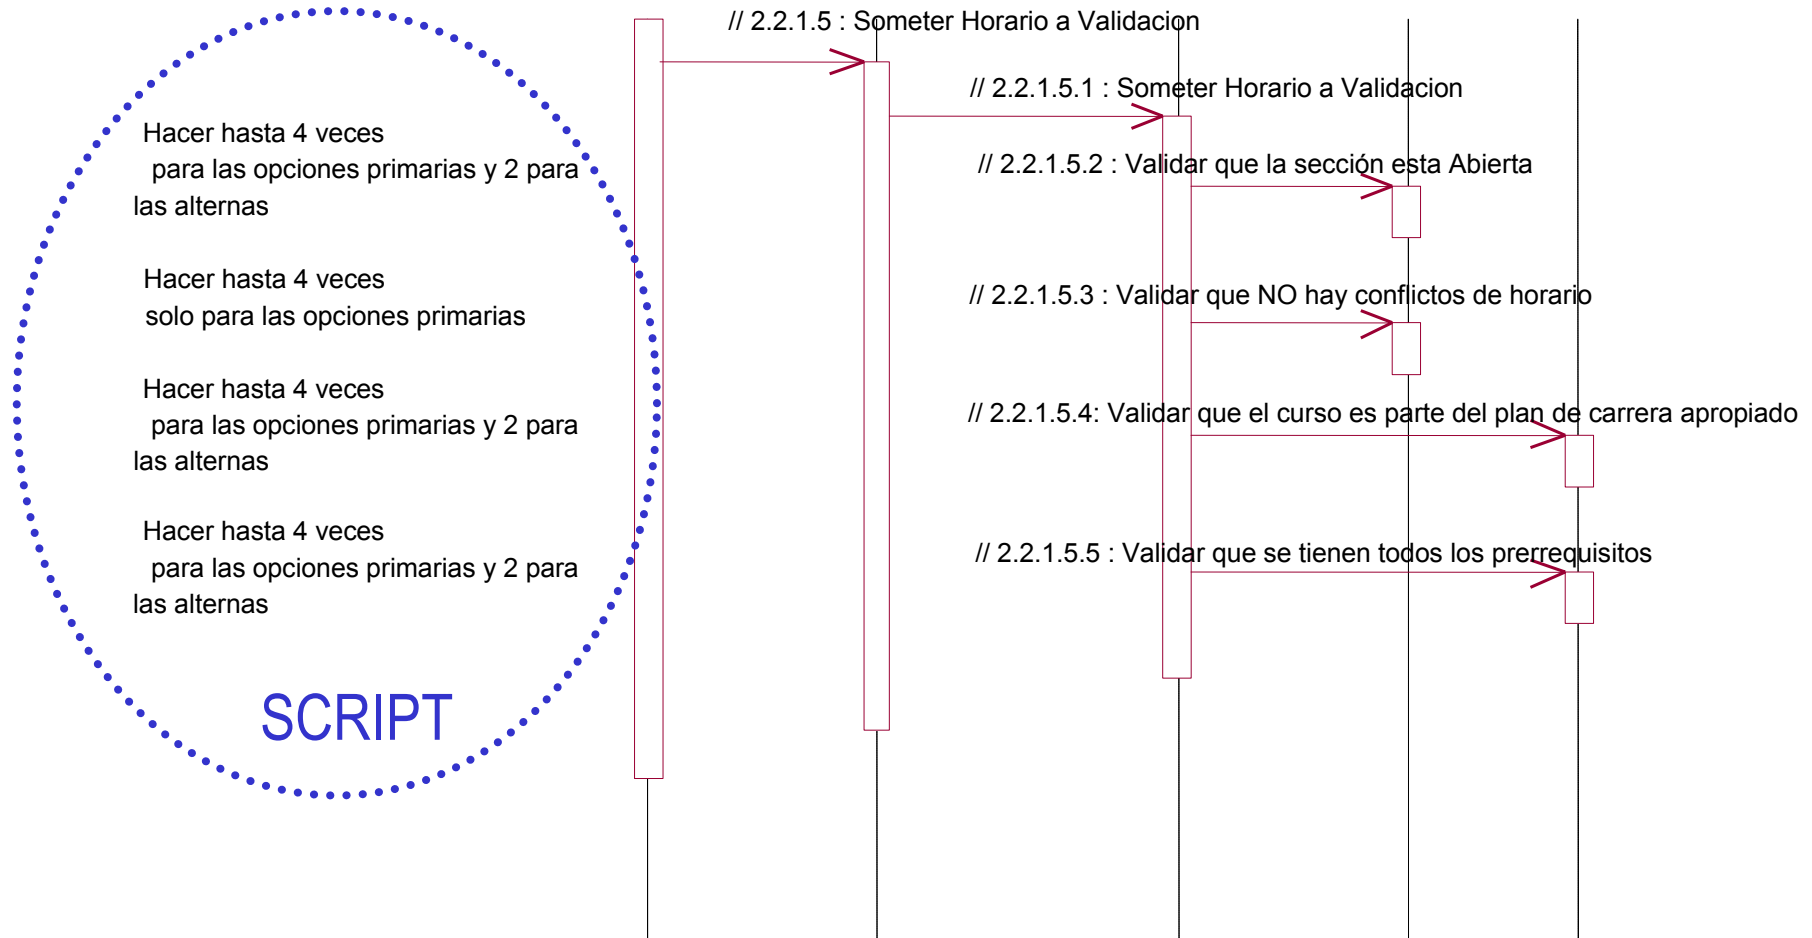 // 2.2.1.5 : Someter Horario a Validacion
// 2.2.1.5.1 : Someter Horario a Validacion
Hacer hasta 4 veces
para las opciones primarias y 2 para
las alternas
// 2.2.1.5.2 : Validar que la sección esta Abierta
Hacer hasta 4 veces
solo para las opciones primarias
// 2.2.1.5.3 : Validar que NO hay conflictos de horario
Hacer hasta 4 veces
para las opciones primarias y 2 para
las alternas
// 2.2.1.5.4: Validar que el curso es parte del plan de carrera apropiado
Hacer hasta 4 veces
para las opciones primarias y 2 para
las alternas
// 2.2.1.5.5 : Validar que se tienen todos los prerrequisitos
SCRIPT